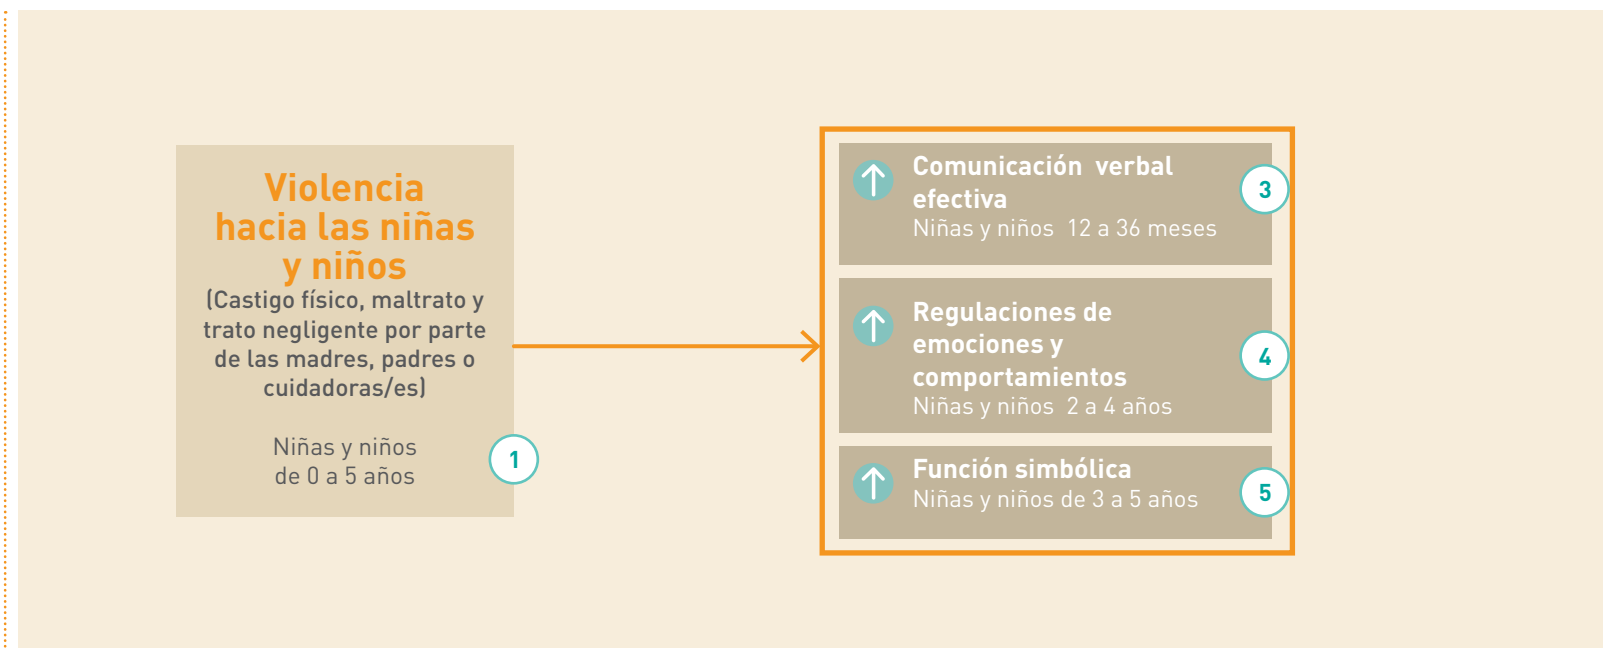 Violencia
hacia las niñas
y niños
(Castigo físico, maltrato y
trato negligente por parte
de las madres, padres o
cuidadoras/es)
Niñas y niños
de 0 a 5 años
1
Comunicación verbal
efectiva
Niñas y niños 12 a 36 meses
3
Regulaciones de
emociones y
comportamientos
Niñas y niños 2 a 4 años
4
Función simbólica
Niñas y niños de 3 a 5 años
5